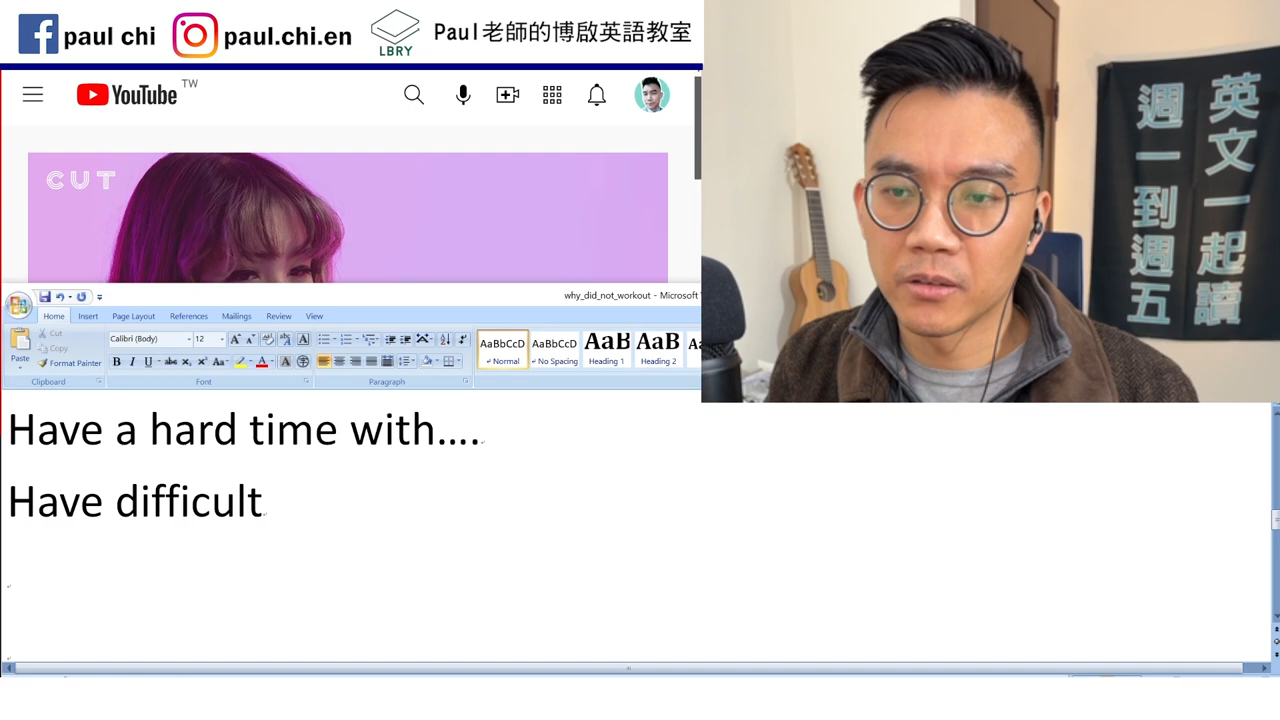 paul chi
paul.chi.en
LBRY
Paul老師的博啟英語教室
YouTube TW
CUT
why_did_not_workout - Microsoft
Home Insert Page Layout References Mailings Review View
Paste
Cut
Copy
Format Painter
Clipboard
Calibri (Body) 12
Font
Paragraph
AaBbCcD
Normal
AaBbCcD
No Spacing
AaB
Heading 1
AaB
Heading 2
Have a hard time with....
Have difficult
英文一起讀
週一到週五